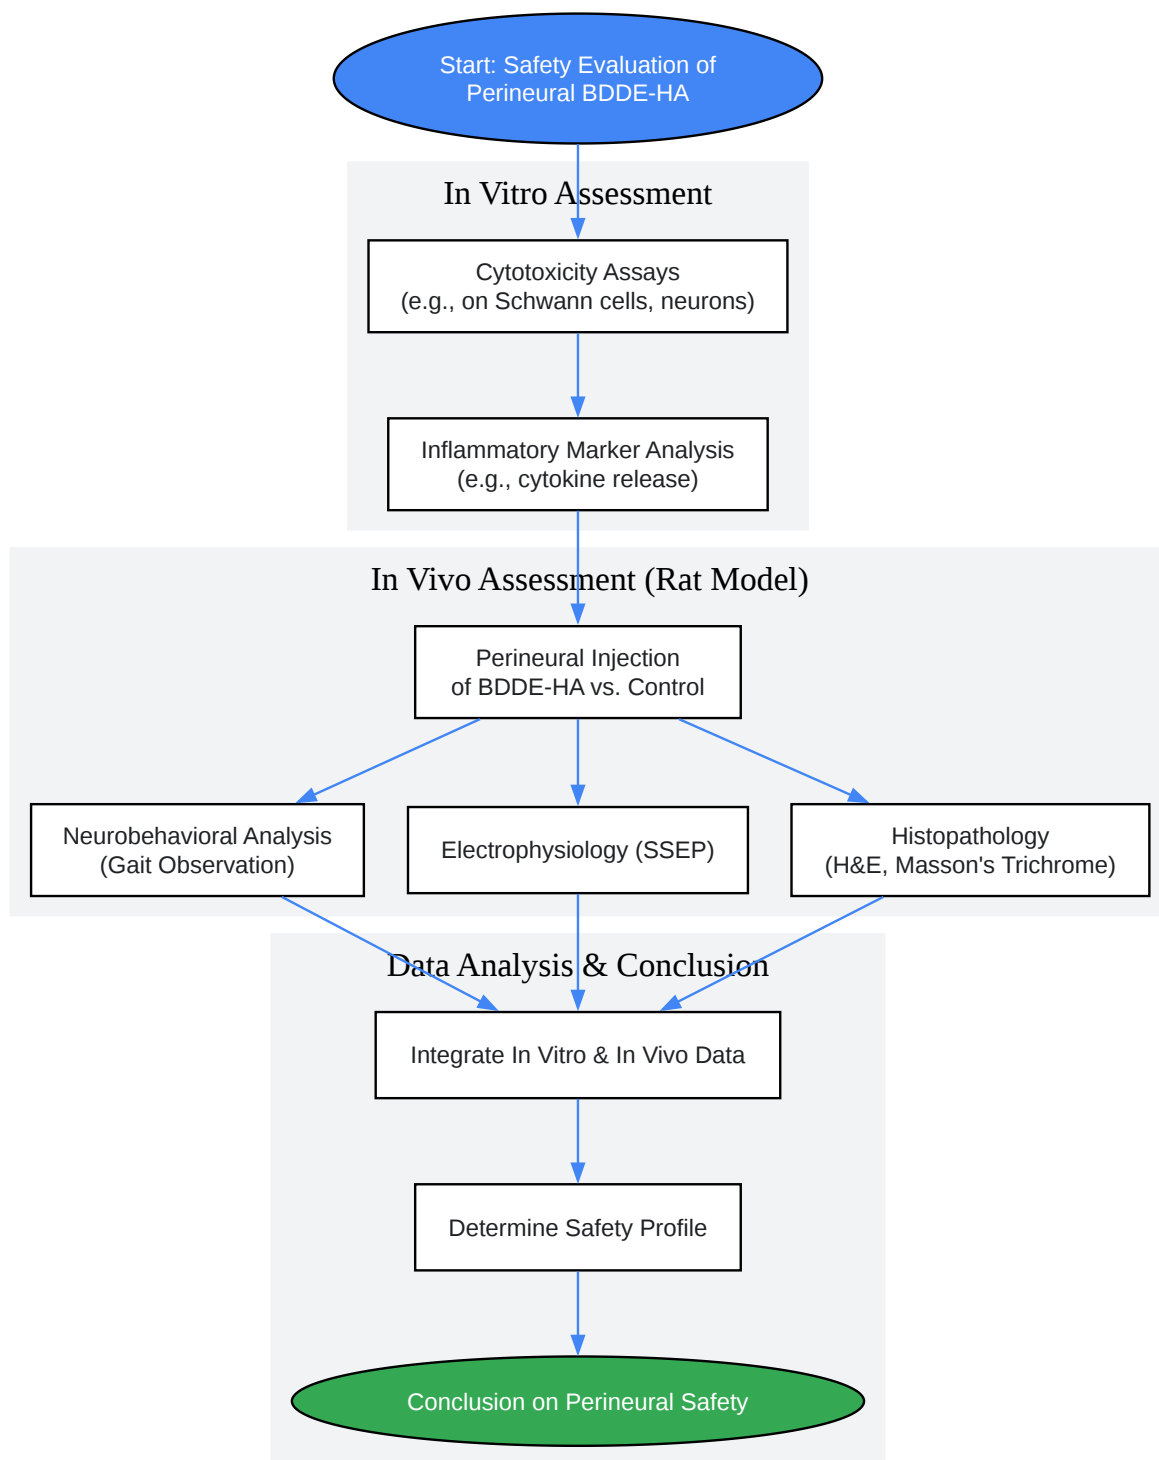 Start: Safety Evaluation of
Perineural BDDE-HA
In Vitro Assessment
Cytotoxicity Assays
(e.g., on Schwann cells, neurons)
Inflammatory Marker Analysis
(e.g., cytokine release)
In Vivo Assessment (Rat Model)
Perineural Injection
of BDDE-HA vs. Control
Neurobehavioral Analysis
(Gait Observation)
Electrophysiology (SSEP)
Histopathology
(H&E, Masson's Trichrome)
Data Analysis & Conclusion
Integrate In Vitro & In Vivo Data
Determine Safety Profile
Conclusion on Perineural Safety